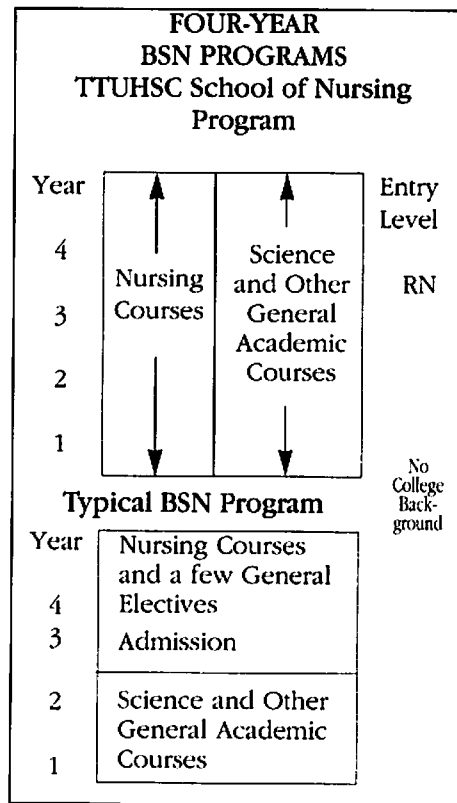 FOUR-YEAR
BSN PROGRAMS
TTUHSC School of Nursing
Program
Year
4
3
2
1
Nursing
Courses
Science
and Other
General
Academic
Courses
Entry
Level
RN
No
College
Back-
ground
Typical BSN Program
Year
4
3
2
1
Nursing Courses
and a few General
Electives
Admission
Science and Other
General Academic
Courses